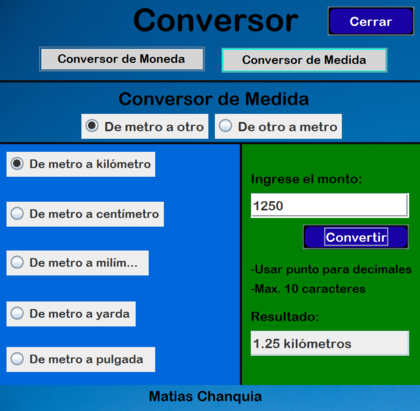 Conversor
Cerrar
Conversor de Moneda
Conversor de Medida
Conversor de Medida
De metro a otro
De otro a metro
De metro a kilómetro
De metro a centímetro
De metro a milím...
De metro a yarda
De metro a pulgada
Ingrese el monto:
1250
Convertir
-Usar punto para decimales
-Max. 10 caracteres
Resultado:
1.25 kilómetros
Matias Chanquia